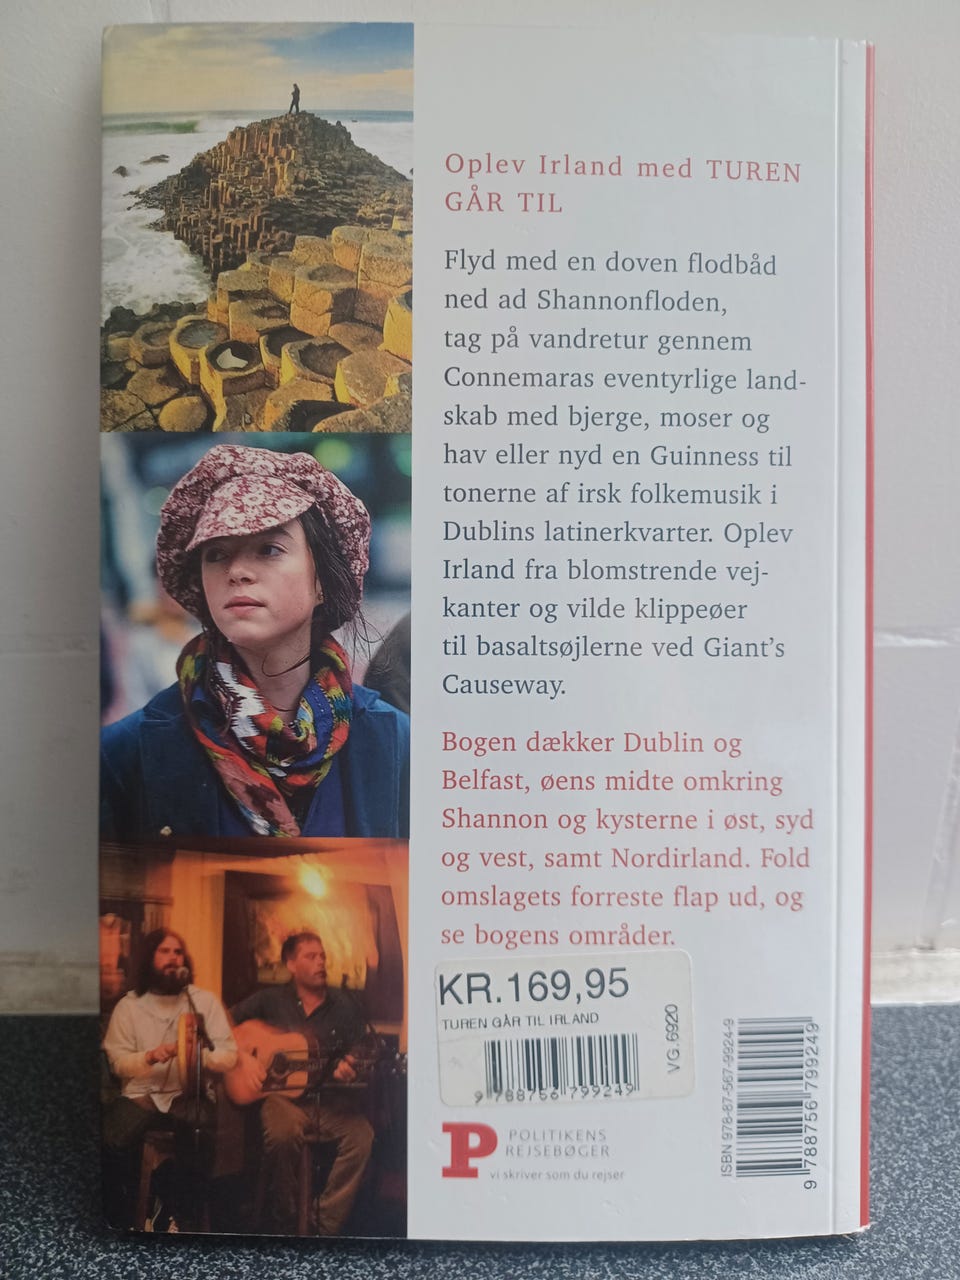 Oplev Irland med TUREN
GÅR TIL
Flyd med en doven flodbåd
ned ad Shannonfloden,
tag på vandretur gennem
Connemaras eventyrlige land-
skab med bjerge, moser og
hav eller nyd en Guinness til
tonerne af irsk folkemusik i
Dublins latinerkvarter. Oplev
Irland fra blomstrende vej-
kanter og vilde klippeøer
til basaltsøjlerne ved Giant's
Causeway.
Bogen dækker Dublin og
Belfast, øens midte omkring
Shannon og kysterne i øst, syd
og vest, samt Nordirland. Fold
omslagets forreste flap ud, og
se bogens områder.
KR.169,95
TUREN GÅR TIL IRLAND
9 788756 799249
VG.6920
P POLITIKENS
REJSEBØGER
vi skriver som du rejser
ISBN 978-87-567-9924-9
9 788756 799249